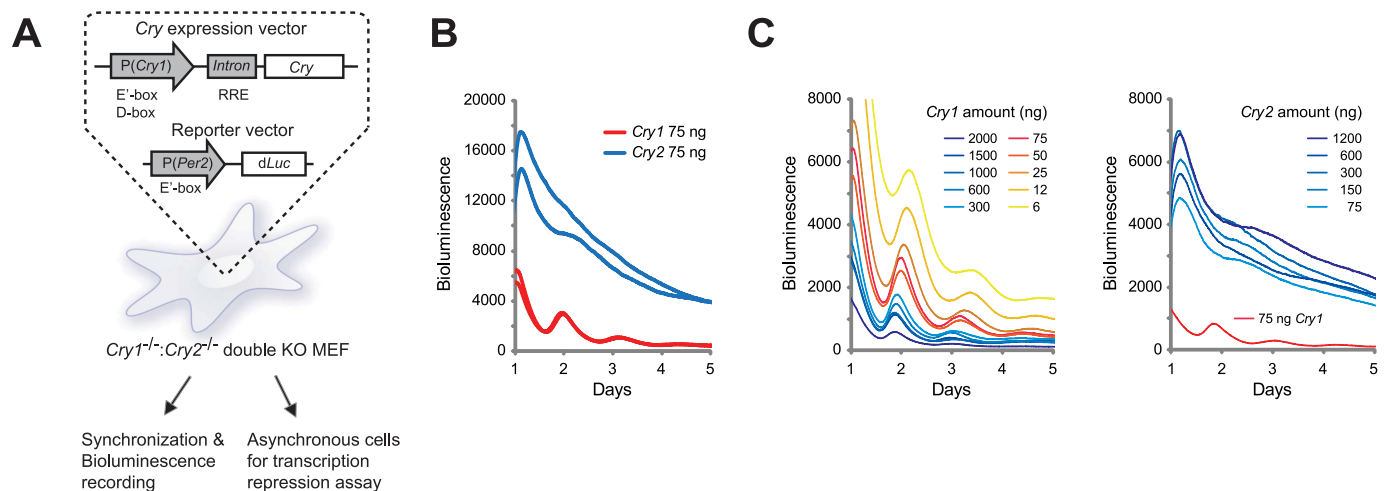 A
Cry expression vector
P(Cry1) Intron Cry
E'-box RRE
D-box
Reporter vector
P(Per2) dLuc
E'-box
Cry1-/-:Cry2-/- double KO MEF
Synchronization &
Bioluminescence
recording
Asynchronous cells
for transcription
repression assay
B
Bioluminescence
20000
16000
12000
8000
4000
0
Cry1 75 ng
Cry2 75 ng
1 2 3 4 5
Days
C
Bioluminescence
8000
6000
4000
2000
0
Cry1 amount (ng)
2000 75
1500 50
1000 25
600 12
300 6
1 2 3 4 5
Days
Bioluminescence
8000
6000
4000
2000
0
Cry2 amount (ng)
1200
600
300
150
75
75 ng Cry1
1 2 3 4 5
Days